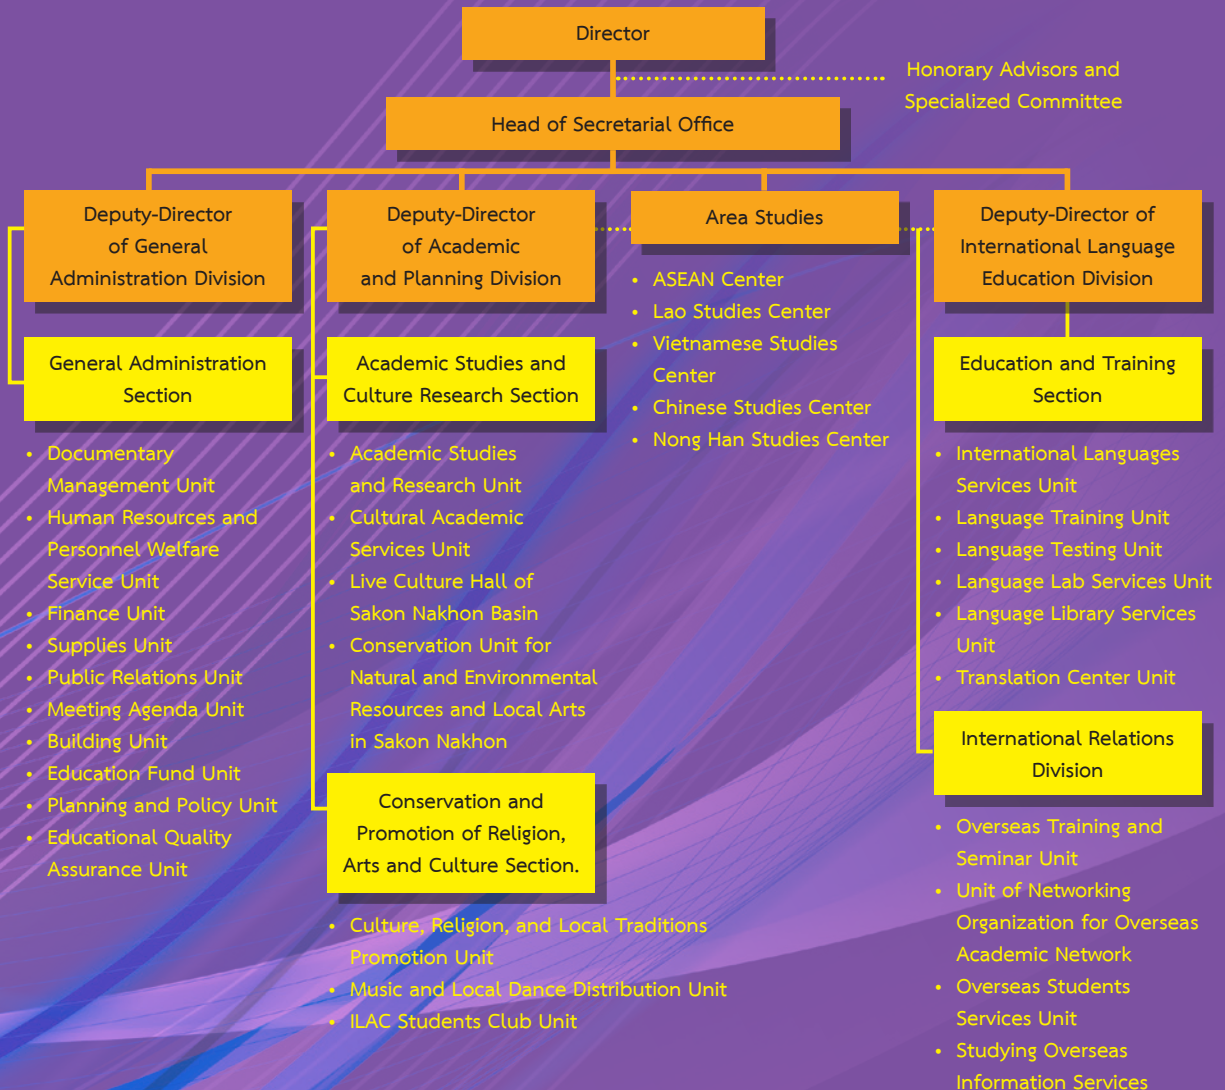 Director
Honorary Advisors and
Specialized Committee
Head of Secretarial Office
Deputy-Director
of General
Administration Division
General Administration
Section
• Documentary
Management Unit
• Human Resources and
Personnel Welfare
Service Unit
• Finance Unit
• Supplies Unit
• Public Relations Unit
• Meeting Agenda Unit
• Building Unit
• Education Fund Unit
• Planning and Policy Unit
• Educational Quality
Assurance Unit
Deputy-Director
of Academic
and Planning Division
Academic Studies and
Culture Research Section
• Academic Studies
and Research Unit
• Cultural Academic
Services Unit
• Live Culture Hall of
Sakon Nakhon Basin
• Conservation Unit for
Natural and Environmental
Resources and Local Arts
in Sakon Nakhon
Conservation and
Promotion of Religion,
Arts and Culture Section.
• Culture, Religion, and Local Traditions
Promotion Unit
• Music and Local Dance Distribution Unit
• ILAC Students Club Unit
Area Studies
• ASEAN Center
• Lao Studies Center
• Vietnamese Studies
Center
• Chinese Studies Center
• Nong Han Studies Center
Deputy-Director of
International Language
Education Division
Education and Training
Section
• International Languages
Services Unit
• Language Training Unit
• Language Testing Unit
• Language Lab Services Unit
• Language Library Services
Unit
• Translation Center Unit
International Relations
Division
• Overseas Training and
Seminar Unit
• Unit of Networking
Organization for Overseas
Academic Network
• Overseas Students
Services Unit
• Studying Overseas
Information Services